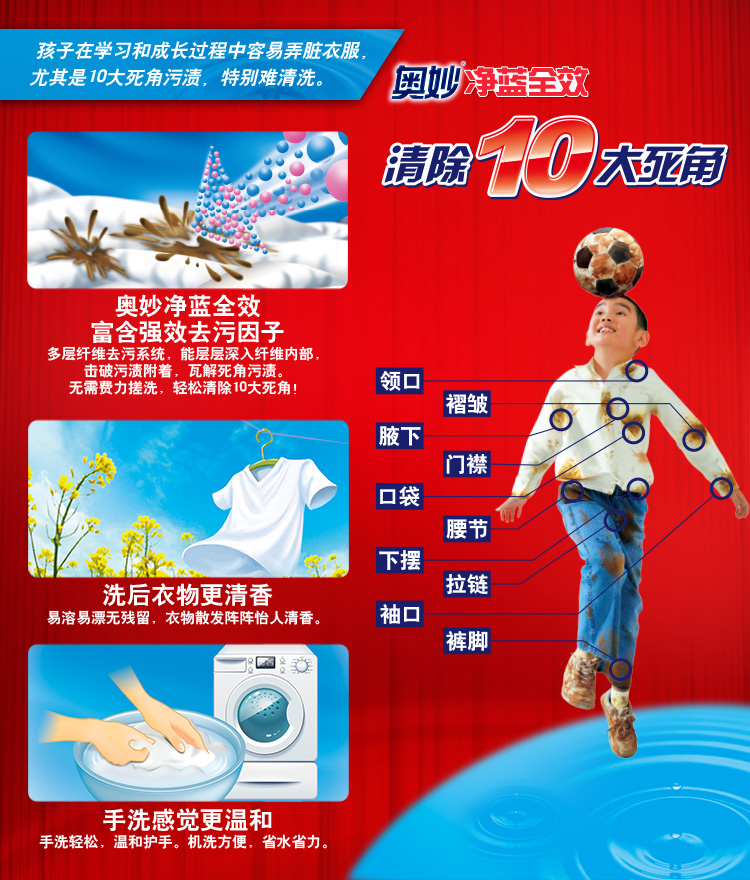 孩子在学习和成长过程中容易弄脏衣服，
尤其是10大死角污渍，特别难清洗。
奥妙®净蓝全效
清除10大死角
奥妙净蓝全效
富含强效去污因子
多层纤维去污系统，能层层深入纤维内部，
击破污渍附着，瓦解死角污渍。
无需费力搓洗，轻松清除10大死角！
领口
褶皱
腋下
门襟
口袋
腰节
下摆
拉链
袖口
裤脚
洗后衣物更清香
易溶易漂无残留，衣物散发阵阵怡人清香。
手洗感觉更温和
手洗轻松，温和护手。机洗方便，省水省力。